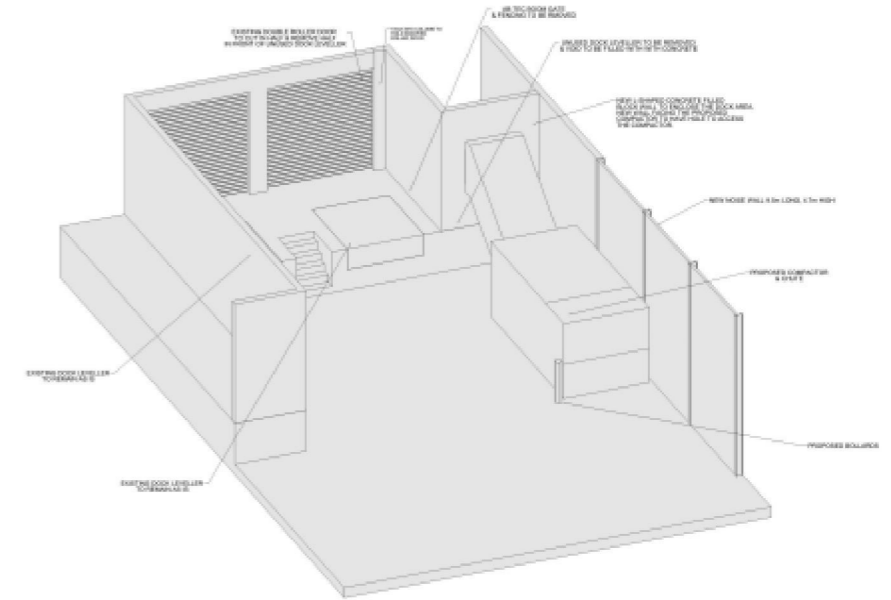 EXISTING DOUBLE ROLLER DOOR
TO CUT IN HALF & REMOVE HALF
IN FRONT OF UNUSED DOCK LEVELLER
BOOM GATE
& FENCING TO BE REMOVED
UNUSED DOCK LEVELLER TO BE REMOVED
& VOID TO BE FILLED WITH WITH CONCRETE
NEW L-SHAPED CONCRETE FILLED
BLOCK WALL TO ENCLOSE THE DOCK AREA.
NEW WALL FACING THE PROPOSED
COMPACTOR TO HAVE HOLE TO ACCESS
THE COMPACTOR
NEW NOISE WALL LONG, HIGH
PROPOSED COMPACTOR
& CHUTE
EXISTING DOCK LEVELLER
TO REMAIN AS IS
PROPOSED BOLLARDS
EXISTING DOCK LEVELLER
TO REMAIN AS IS